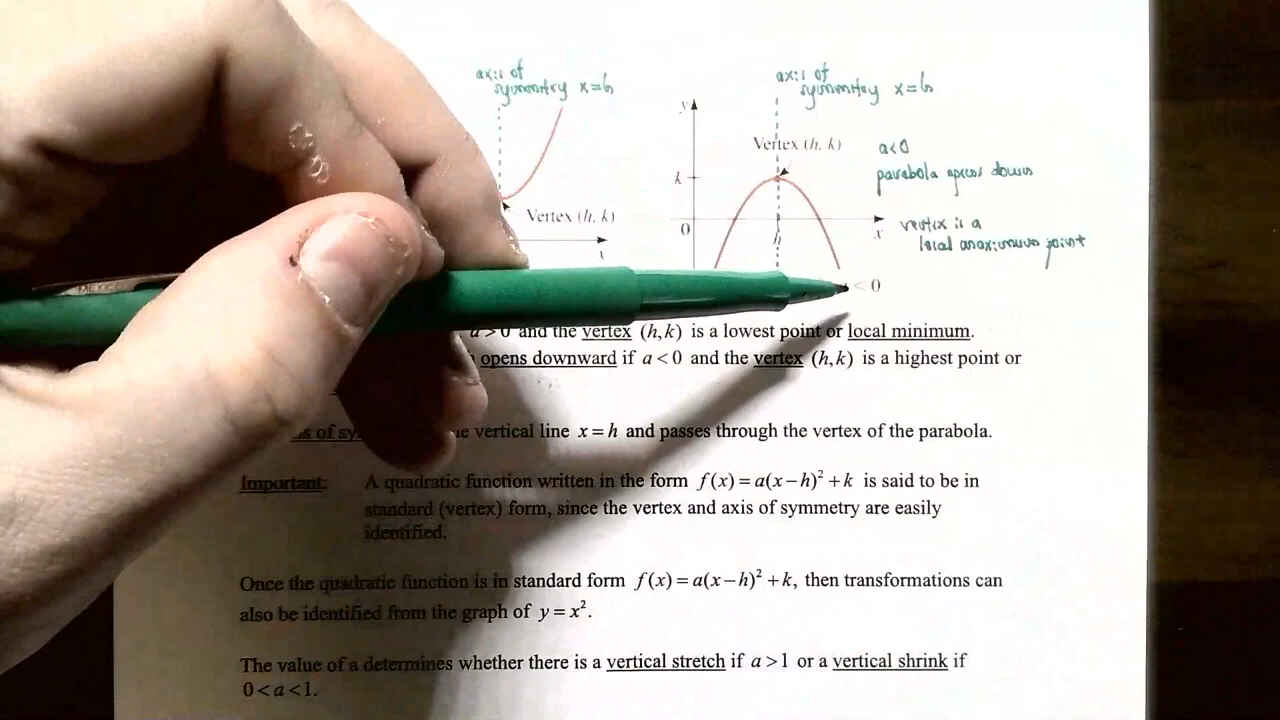 axis of
symmetry x=h
axis of
symmetry x=h
y
Vertex (h, k)
a<0
parabola opens down
k
Vertex (h, k)
vertex is a
local maximum point
0
h
x
x
MEXICO
< 0
a > 0 and the vertex (h,k) is a lowest point or local minimum.
opens downward if a < 0 and the vertex (h,k) is a highest point or
of sy
vertical line x = h and passes through the vertex of the parabola.
Important: A quadratic function written in the form f(x) = a(x−h)² + k is said to be in
standard (vertex) form, since the vertex and axis of symmetry are easily
identified.
Once the quadratic function is in standard form f(x) = a(x−h)² + k, then transformations can
also be identified from the graph of y = x².
The value of a determines whether there is a vertical stretch if a > 1 or a vertical shrink if
0 < a < 1.